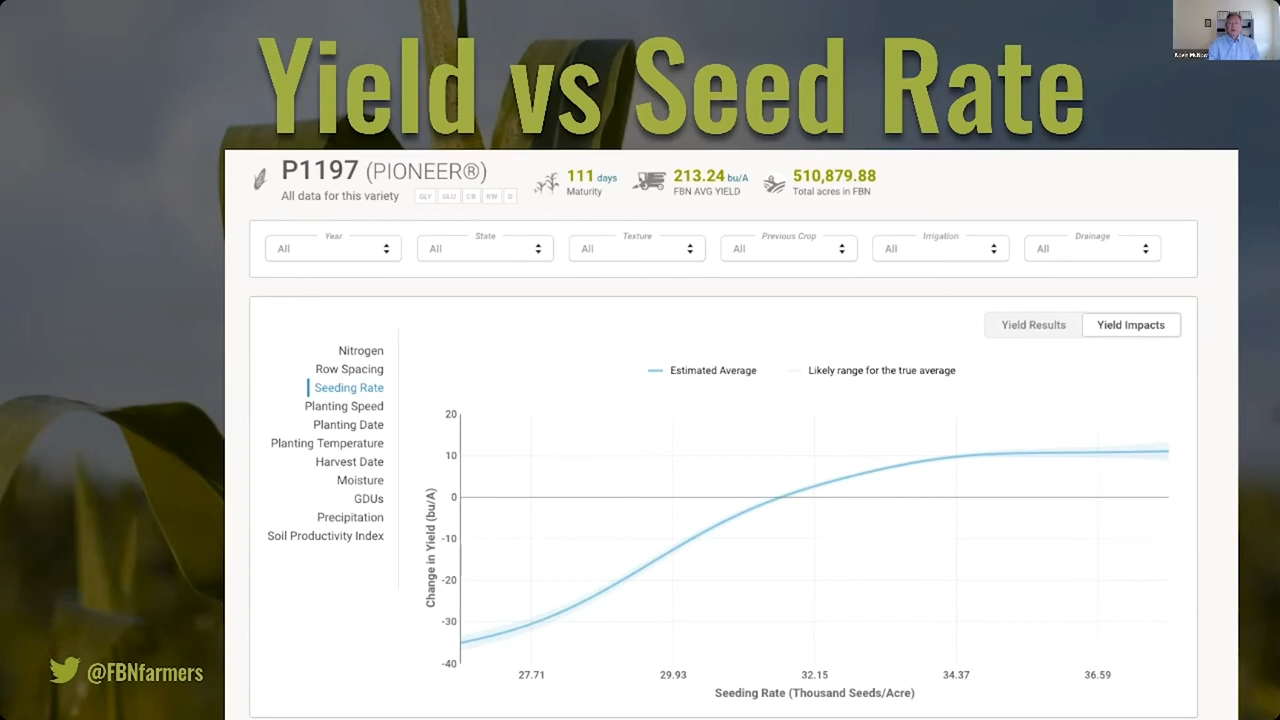 Yield vs Seed Rate
P1197 (PIONEER®)
All data for this variety
GLY GLU CB RW D
111 days
Maturity
213.24 bu/A
FBN AVG YIELD
510,879.88
Total acres in FBN
Year
All
State
All
Texture
All
Previous Crop
All
Irrigation
All
Drainage
All
Yield Results
Yield Impacts
Nitrogen
Row Spacing
Seeding Rate
Planting Speed
Planting Date
Planting Temperature
Harvest Date
Moisture
GDUs
Precipitation
Soil Productivity Index
Estimated Average
Likely range for the true average
Change in Yield (bu/A)
20
10
0
-10
-20
-30
-40
27.71
29.93
32.15
34.37
36.59
Seeding Rate (Thousand Seeds/Acre)
@FBNfarmers